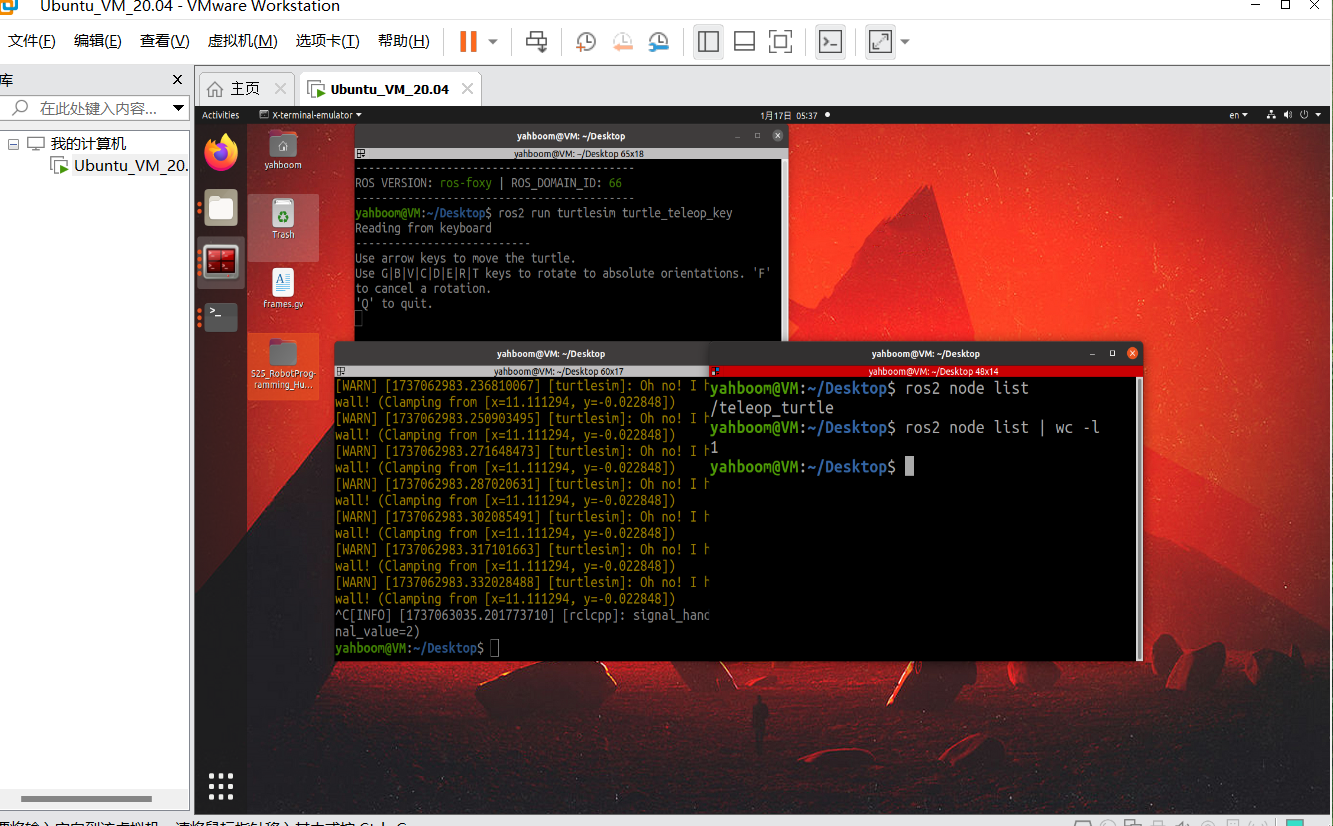 Ubuntu_VM_20.04 - VMware Workstation
文件(F) 编辑(E) 查看(V) 虚拟机(M) 选项卡(T) 帮助(H)
库
在此处键入内容...
我的计算机
Ubuntu_VM_20.
主页
Ubuntu_VM_20.04
Activities X-terminal-emulator 1月17日 05:37 en
yahboom
Trash
frames.gv
525_RobotProg-
ramming_Hu...
yahboom@VM: ~/Desktop
yahboom@VM: ~/Desktop 65x18
----------------------------------------
ROS VERSION: ros-foxy | ROS_DOMAIN_ID: 66
----------------------------------------
yahboom@VM:~/Desktop$ ros2 run turtlesim turtle_teleop_key
Reading from keyboard
---------------------------
Use arrow keys to move the turtle.
Use G|B|V|C|D|E|R|T keys to rotate to absolute orientations. 'F'
to cancel a rotation.
'Q' to quit.
yahboom@VM: ~/Desktop
yahboom@VM: ~/Desktop 60x17
[WARN] [1737062983.236810067] [turtlesim]: Oh no! I h
wall! (Clamping from [x=11.111294, y=-0.022848])
[WARN] [1737062983.250903495] [turtlesim]: Oh no! I h
wall! (Clamping from [x=11.111294, y=-0.022848])
[WARN] [1737062983.271648473] [turtlesim]: Oh no! I h
wall! (Clamping from [x=11.111294, y=-0.022848])
[WARN] [1737062983.287020631] [turtlesim]: Oh no! I h
wall! (Clamping from [x=11.111294, y=-0.022848])
[WARN] [1737062983.302085491] [turtlesim]: Oh no! I h
wall! (Clamping from [x=11.111294, y=-0.022848])
[WARN] [1737062983.317101663] [turtlesim]: Oh no! I h
wall! (Clamping from [x=11.111294, y=-0.022848])
[WARN] [1737062983.332028488] [turtlesim]: Oh no! I h
wall! (Clamping from [x=11.111294, y=-0.022848])
^C[INFO] [1737063035.201773710] [rclcpp]: signal_hand
nal_value=2)
yahboom@VM:~/Desktop$
yahboom@VM: ~/Desktop
yahboom@VM: ~/Desktop 48x14
yahboom@VM:~/Desktop$ ros2 node list
/teleop_turtle
yahboom@VM:~/Desktop$ ros2 node list | wc -l
1
yahboom@VM:~/Desktop$